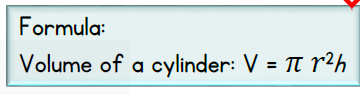 Formula:
Volume of a cylinder: V = π r²h